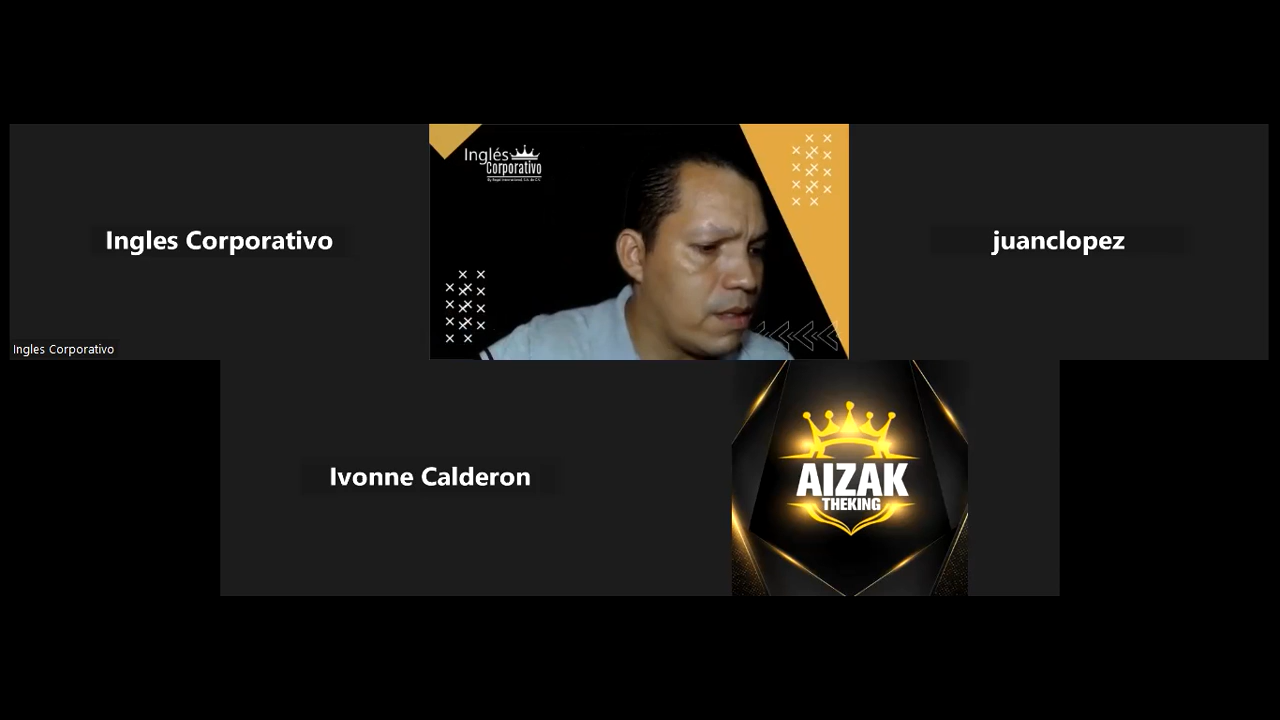 Ingles Corporativo
Ingles Corporativo
Inglés
Corporativo
juanclopez
Ivonne Calderon
AIZAK
THEKING